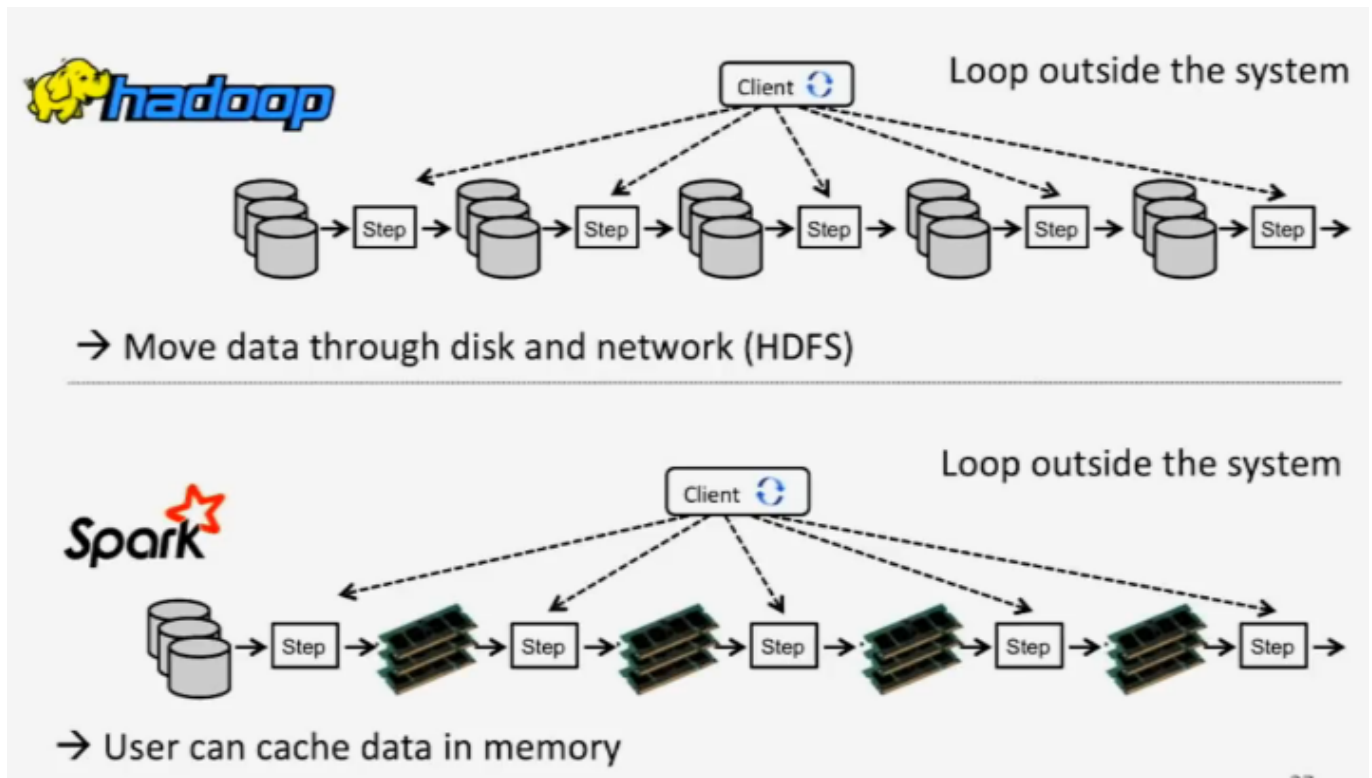 hadoop
Client
Loop outside the system
Step
Step
Step
Step
Step
→ Move data through disk and network (HDFS)
Loop outside the system
Client
Spark
Step
Step
Step
Step
Step
→ User can cache data in memory